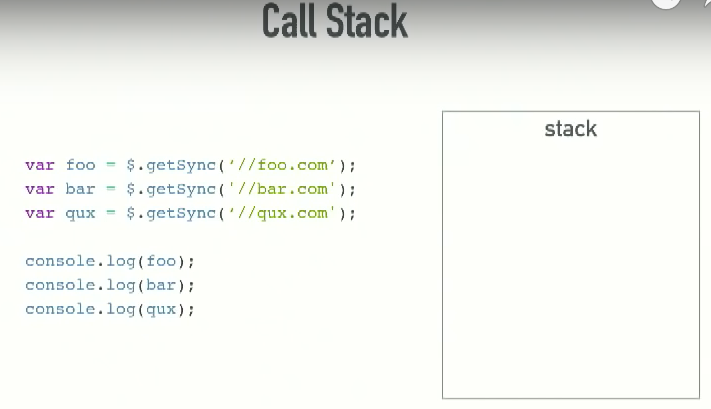 Call Stack
stack
var foo = $.getSync(‘//foo.com’);
var bar = $.getSync('//bar.com');
var qux = $.getSync(‘//qux.com');
console.log(foo);
console.log(bar);
console.log(qux);